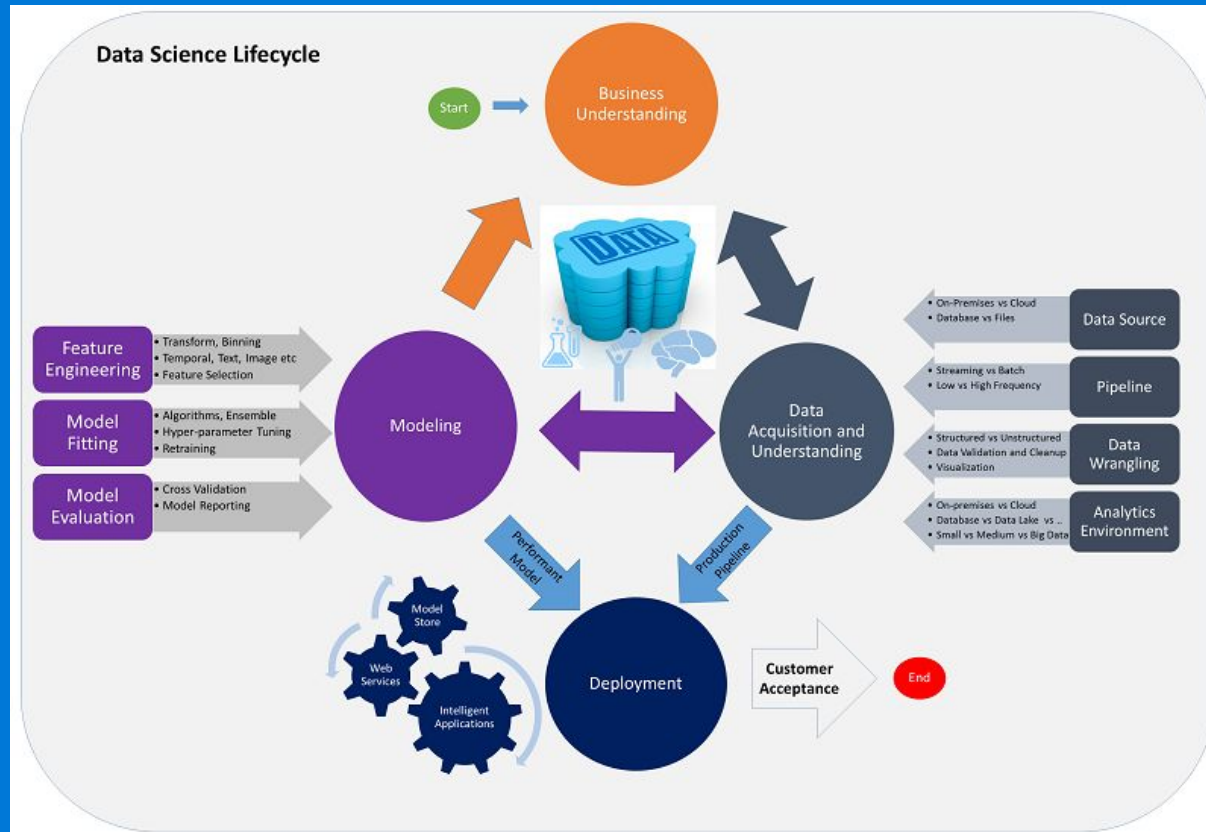 Data Science Lifecycle
Start
Business
Understanding
DATA
Feature
Engineering
• Transform, Binning
• Temporal, Text, Image etc
• Feature Selection
Model
Fitting
• Algorithms, Ensemble
• Hyper-parameter Tuning
• Retraining
Model
Evaluation
• Cross Validation
• Model Reporting
Modeling
Data
Acquisition and
Understanding
• On-Premises vs Cloud
• Database vs Files
Data Source
• Streaming vs Batch
• Low vs High Frequency
Pipeline
• Structured vs Unstructured
• Data Validation and Cleanup
• Visualization
Data
Wrangling
• On-premises vs Cloud
• Database vs Data Lake vs ..
• Small vs Medium vs Big Data
Analytics
Environment
Performant
Model
Production
Pipeline
Model
Store
Web
Services
Intelligent
Applications
Deployment
Customer
Acceptance
End